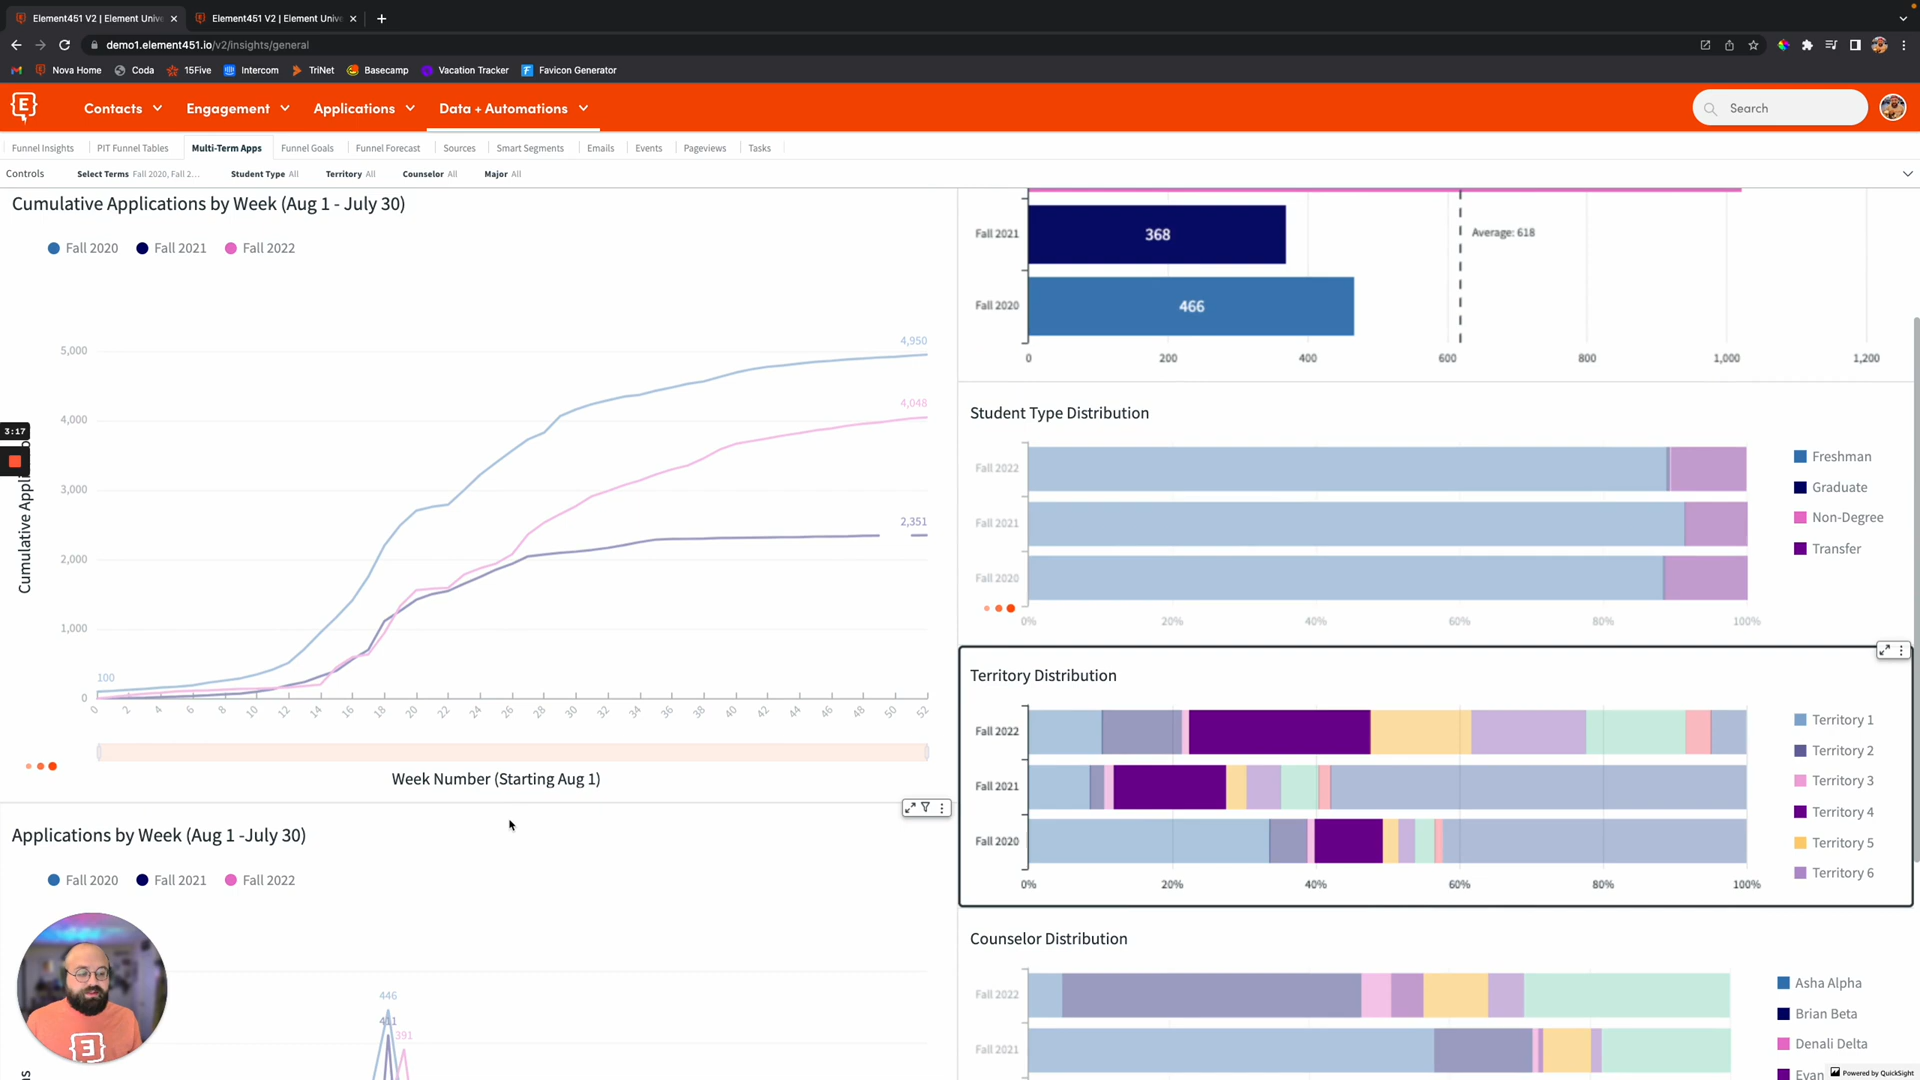 Element451 V2 | Element Unive
Element451 V2 | Element Unive
demo1.element451.io/v2/insights/general
Nova Home
Coda
15Five
Intercom
TriNet
Basecamp
Vacation Tracker
Favicon Generator
Contacts
Engagement
Applications
Data + Automations
Search
Funnel Insights
PIT Funnel Tables
Multi-Term Apps
Funnel Goals
Funnel Forecast
Sources
Smart Segments
Emails
Events
Pageviews
Tasks
Controls
Select Terms Fall 2020, Fall 2...
Student Type All
Territory All
Counselor All
Major All
Cumulative Applications by Week (Aug 1 - July 30)
Fall 2020
Fall 2021
Fall 2022
5,000
4,000
3,000
2,000
1,000
0
100
4,950
4,048
2,351
0 2 4 6 8 10 12 14 16 18 20 22 24 26 28 30 32 34 36 38 40 42 44 46 48 50 52
Week Number (Starting Aug 1)
3:17
Applications by Week (Aug 1 -July 30)
Fall 2020
Fall 2021
Fall 2022
446
411
391
Fall 2021
368
Average: 618
Fall 2020
466
0 200 400 600 800 1,000 1,200
Student Type Distribution
Fall 2022
Fall 2021
Fall 2020
0% 20% 40% 60% 80% 100%
Freshman
Graduate
Non-Degree
Transfer
Territory Distribution
Fall 2022
Fall 2021
Fall 2020
0% 20% 40% 60% 80% 100%
Territory 1
Territory 2
Territory 3
Territory 4
Territory 5
Territory 6
Counselor Distribution
Fall 2022
Fall 2021
Asha Alpha
Brian Beta
Denali Delta
Evan
Powered by QuickSight